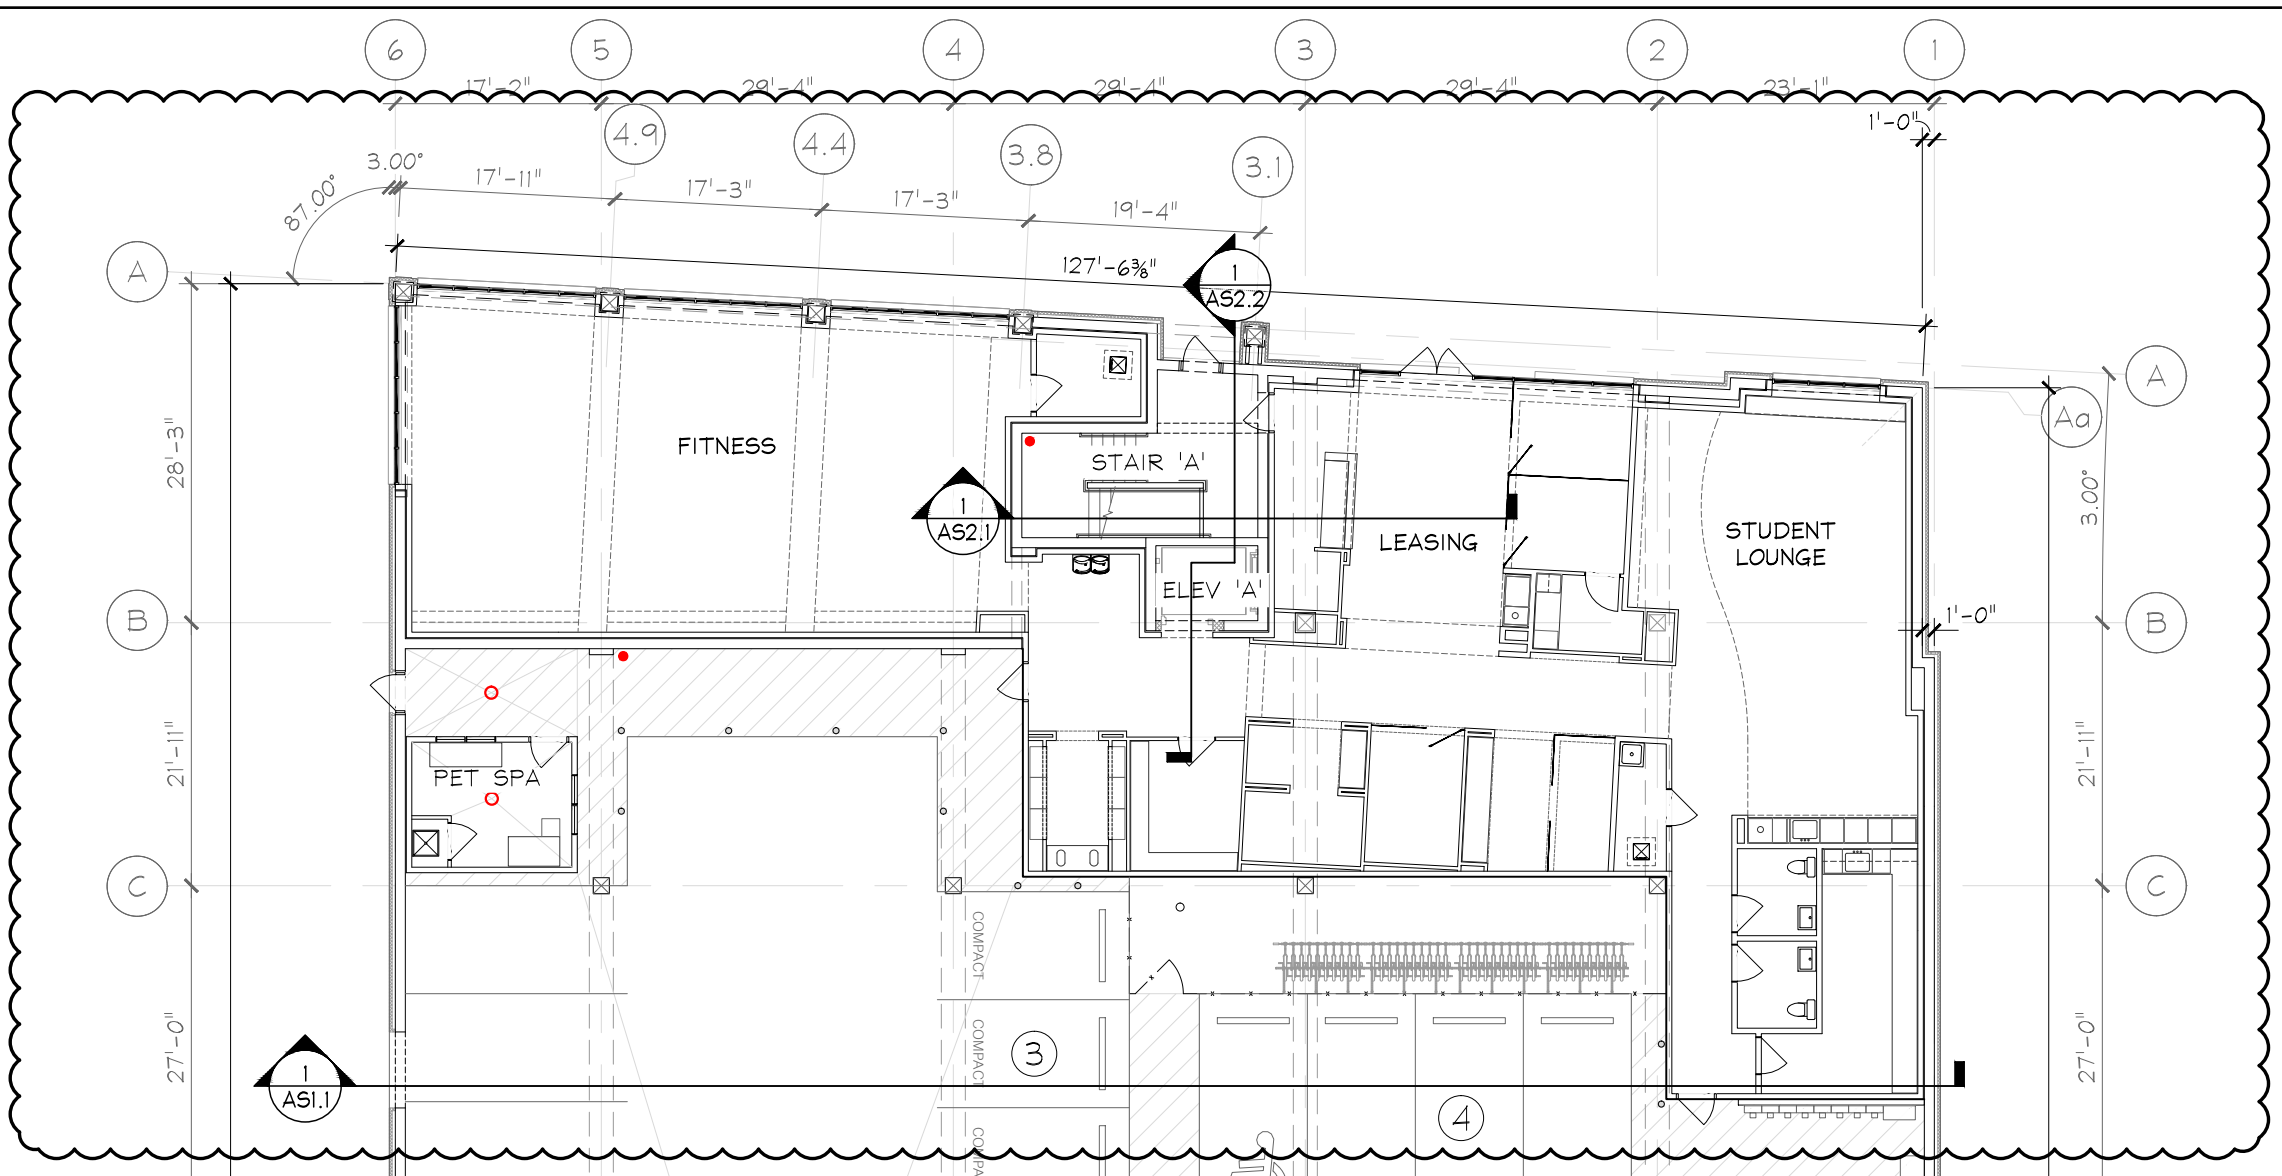 6
5
4
3
2
1
17'-2"
29'-4"
29'-4"
29'-4"
23'-1"
1'-0"
4.9
4.4
3.8
3.1
3.00°
87.00°
17'-11"
17'-3"
17'-3"
19'-4"
127'-6⅜"
1
AS2.2
A
A
Aa
28'-3"
FITNESS
STAIR 'A'
1
AS2.1
LEASING
STUDENT
LOUNGE
3.00°
ELEV 'A'
B
1'-0"
B
21'-11"
PET SPA
21'-11"
C
C
COMPACT
27'-0"
COMPACT
3
27'-0"
1
AS1.1
4